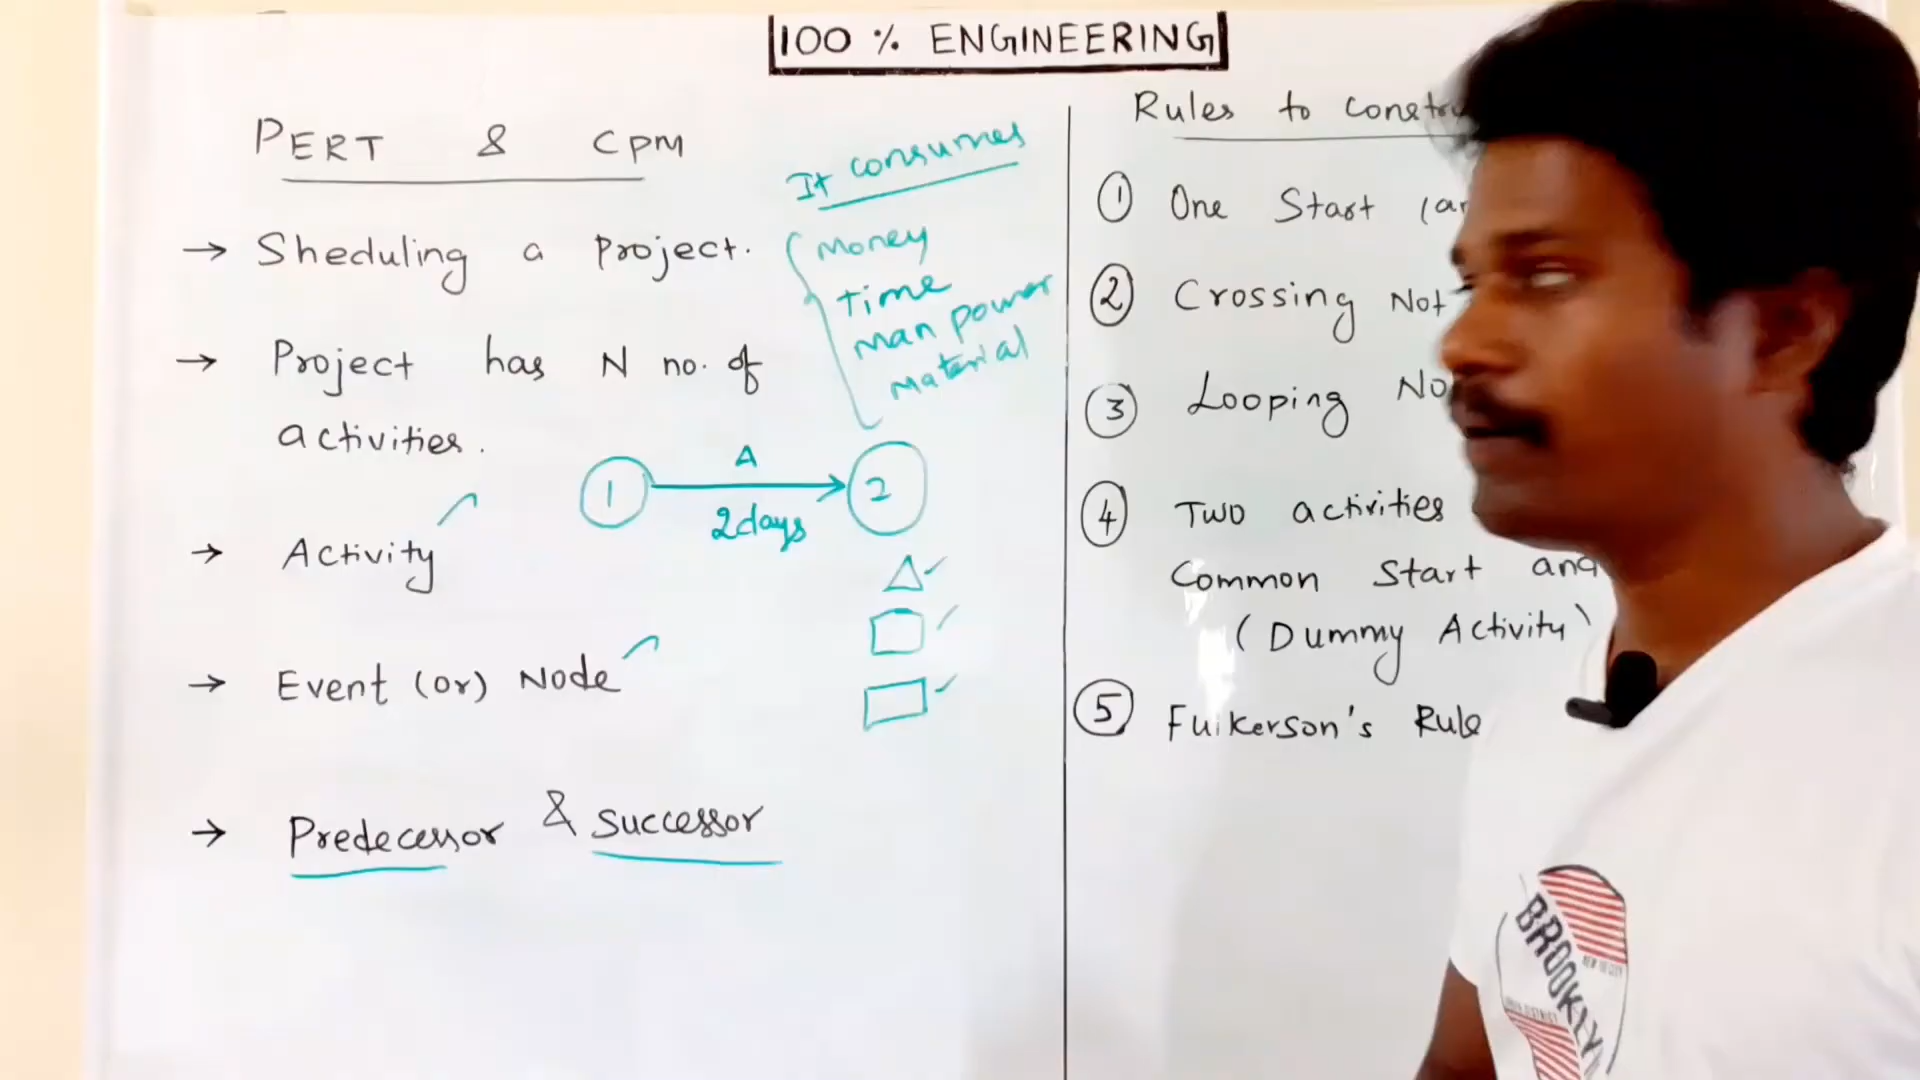 100 % ENGINEERING
PERT & CPM
→ Sheduling a Project.
→ Project has N no. of
activities.
→ Activity
→ Event (or) Node
→ Predecessor & Successor
It consumes
money
time
man power
material
1 A 2
2days
Rules to
① One Start
② Crossing Not
③ Looping
④ Two activities
Common Start and
(Dummy Activity)
⑤ Fulkerson's Rule
BROOKLYN